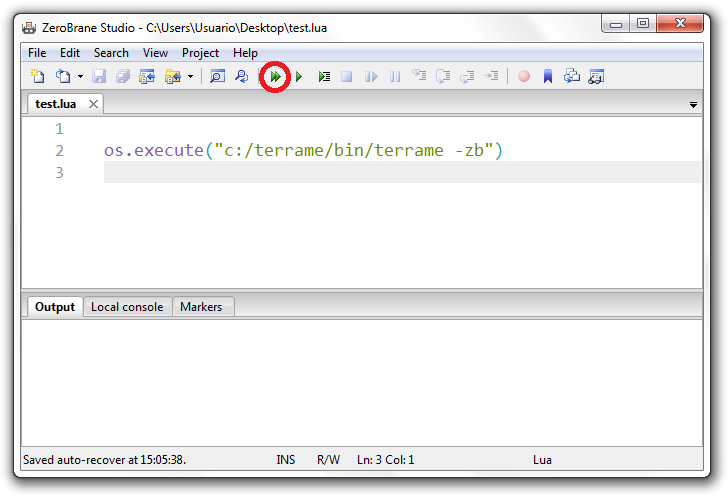 ZeroBrane Studio - C:\Users\Usuario\Desktop\test.lua
File Edit Search View Project Help
test.lua
1
2 os.execute("c:/terrame/bin/terrame -zb")
3
Output Local console Markers
Saved auto-recover at 15:05:38. INS R/W Ln: 3 Col: 1 Lua